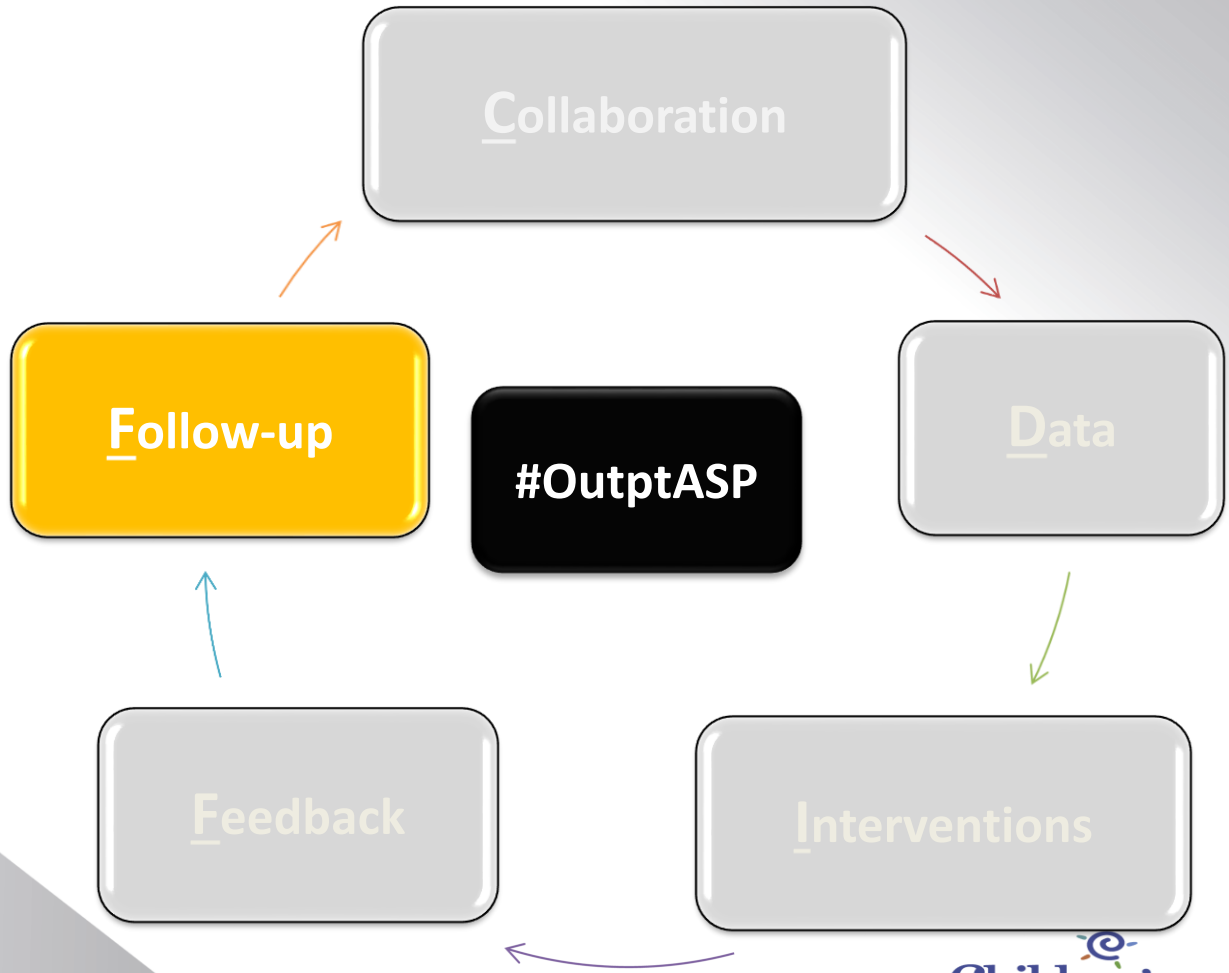 Collaboration
Follow-up
#OutptASP
Data
Feedback
Interventions